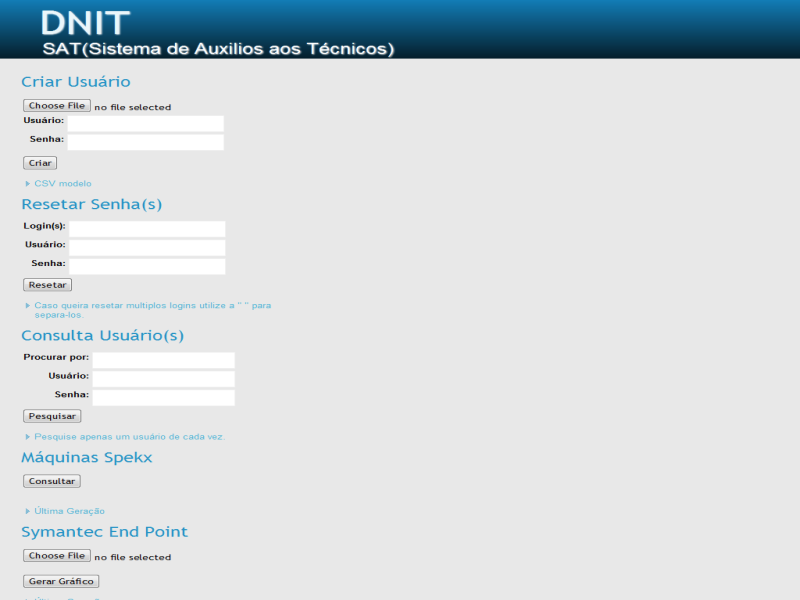 DNIT
SAT(Sistema de Auxilios aos Técnicos)
Criar Usuário
Choose File no file selected
Usuário:
Senha:
Criar
CSV modelo
Resetar Senha(s)
Login(s):
Usuário:
Senha:
Resetar
Caso queira resetar multiplos logins utilize a " " para
separa-los.
Consulta Usuário(s)
Procurar por:
Usuário:
Senha:
Pesquisar
Pesquise apenas um usuário de cada vez.
Máquinas Spekx
Consultar
Última Geração
Symantec End Point
Choose File no file selected
Gerar Gráfico